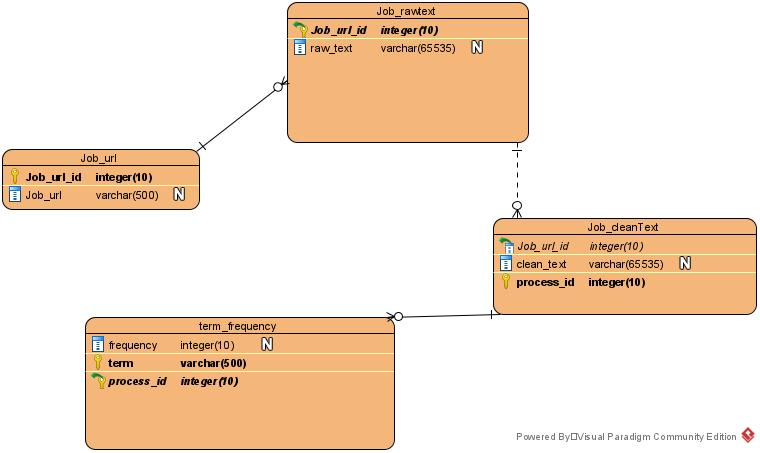 Job_rawtext
Job_url_id integer(10)
raw_text varchar(65535) N
Job_url
Job_url_id integer(10)
Job_url varchar(500) N
Job_cleanText
Job_url_id integer(10)
clean_text varchar(65535) N
process_id integer(10)
term_frequency
frequency integer(10) N
term varchar(500)
process_id integer(10)
Powered By□Visual Paradigm Community Edition